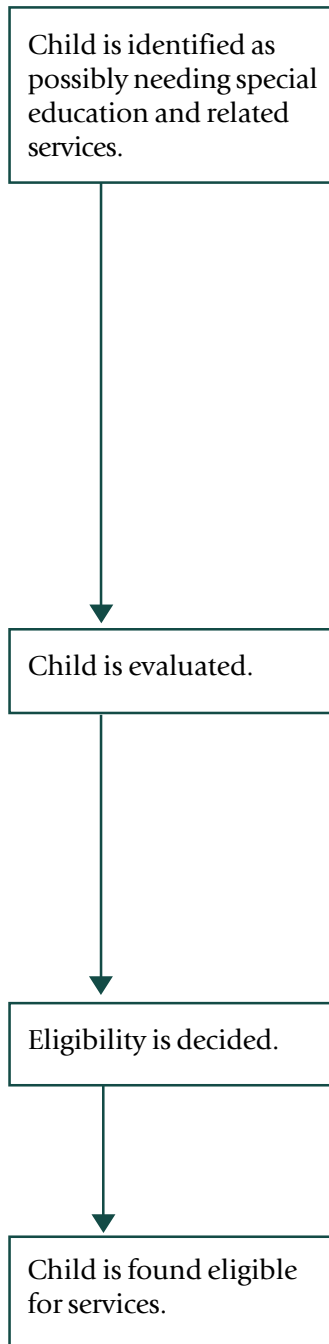 Child is identified as
possibly needing special
education and related
services.
Child is evaluated.
Eligibility is decided.
Child is found eligible
for services.